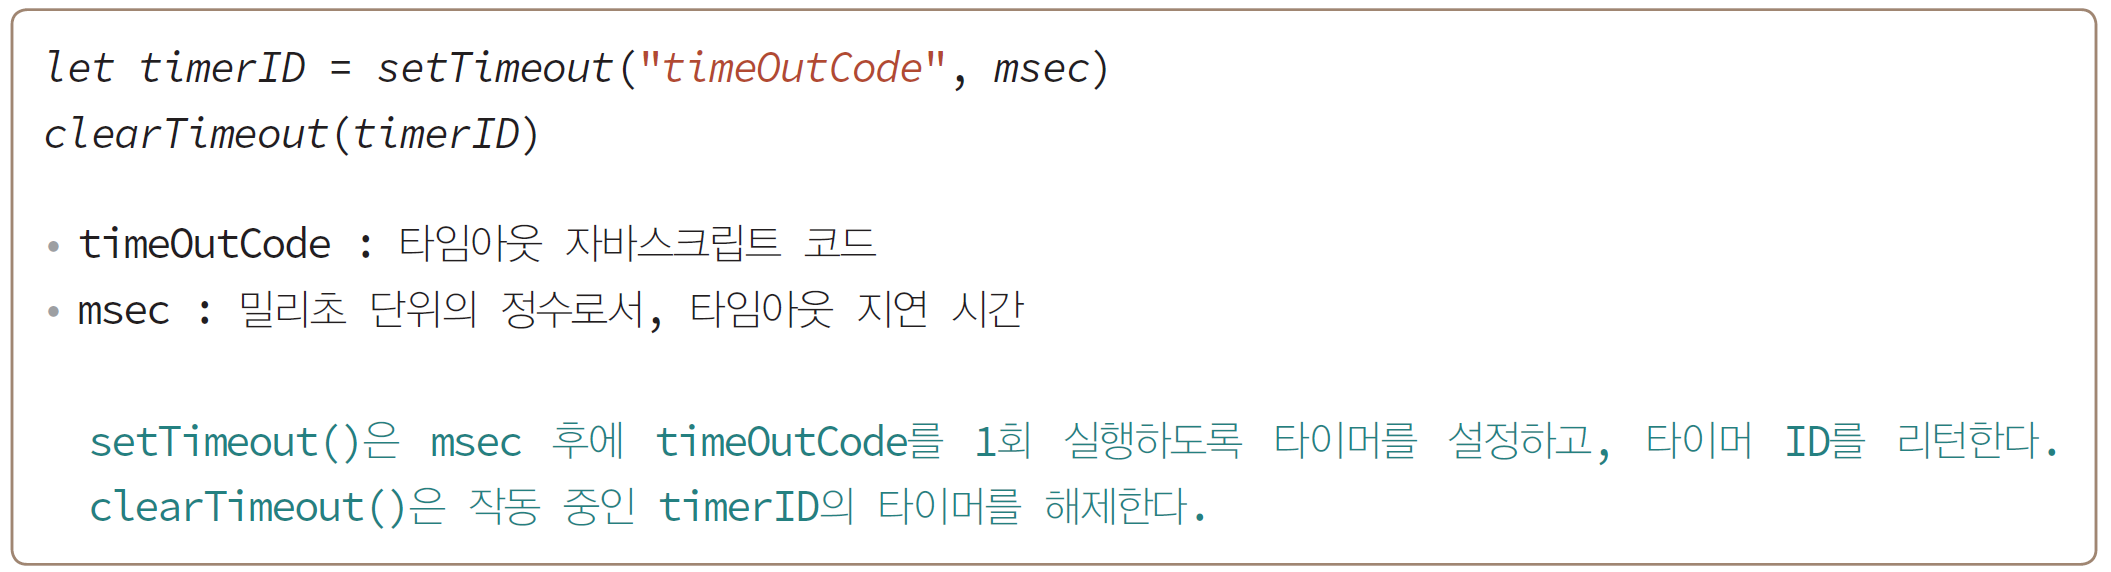 let timerID = setTimeout("timeOutCode", msec)
clearTimeout(timerID)
• timeOutCode : 타임아웃 자바스크립트 코드
• msec : 밀리초 단위의 정수로서, 타임아웃 지연 시간
setTimeout()은 msec 후에 timeOutCode를 1회 실행하도록 타이머를 설정하고, 타이머 ID를 리턴한다.
clearTimeout()은 작동 중인 timerID의 타이머를 해제한다.